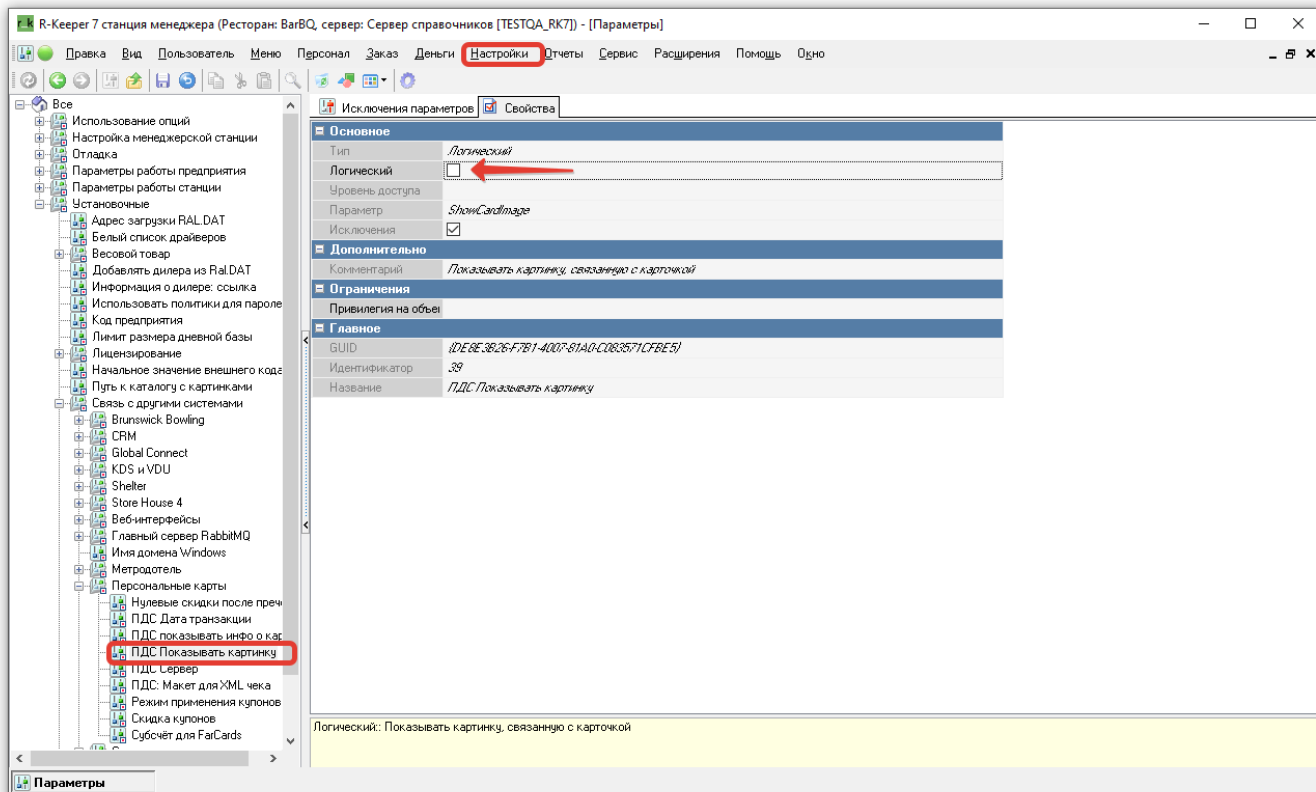 R-Keeper 7 станция менеджера (Ресторан: BarBQ, сервер: Сервер справочников [TESTQA_RK7]) - [Параметры]
Правка Вид Пользователь Меню Персонал Заказ Деньги Настройки Отчеты Сервис Расширения Помощь Окно
Все
Использование опций
Настройка менеджерской станции
Отладка
Параметры работы предприятия
Параметры работы станции
Установочные
Адрес загрузки RAL.DAT
Белый список драйверов
Весовой товар
Добавлять дилера из Ral.DAT
Информация о дилере: ссылка
Использовать политики для пароле
Код предприятия
Лимит размера дневной базы
Лицензирование
Начальное значение внешнего кода
Путь к каталогу с картинками
Связь с другими системами
Brunswick Bowling
CRM
Global Connect
KDS и VDU
Shelter
Store House 4
Веб-интерфейсы
Главный сервер RabbitMQ
Имя домена Windows
Метродотель
Персональные карты
Нулевые скидки после пречe
ПДС Дата транзакции
ПДС показывать инфо о кар
ПДС Показывать картинку
ПДС Сервер
ПДС: Макет для XML чека
Режим применения купонов
Скидка купонов
Субсчёт для FarCards
Исключения параметров Свойства
Основное
Тип Логический
Логический
Уровень доступа
Параметр ShowCardImage
Исключения
Дополнительно
Комментарий Показывать картинку, связанную с карточкой
Ограничения
Привилегия на объек
Главное
GUID {DE8E3B26-F7B1-4007-81A0-C083571CFBE5}
Идентификатор 39
Название ПДС Показывать картинку
Логический:: Показывать картинку, связанную с карточкой
Параметры